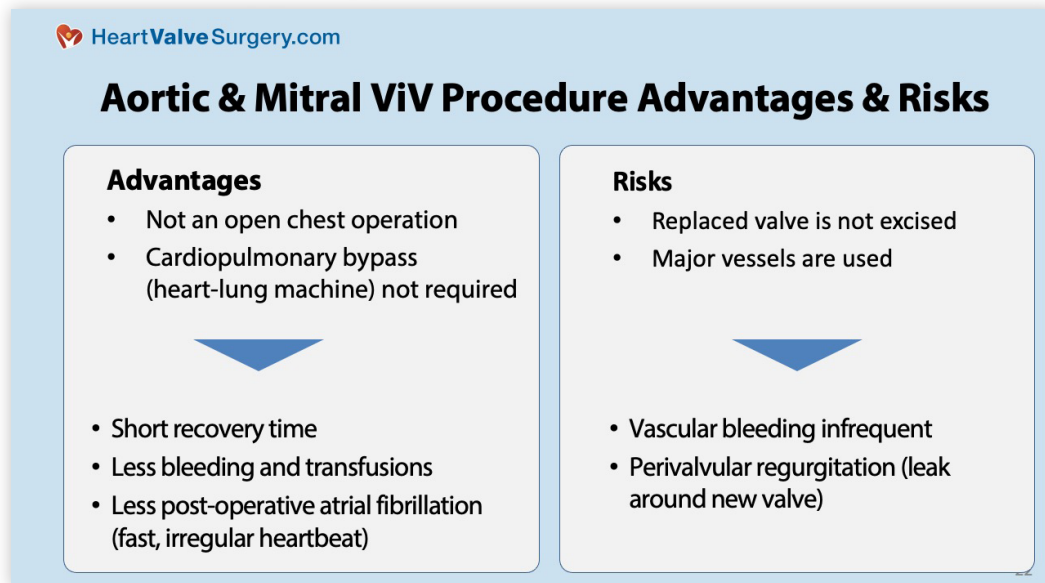 HeartValveSurgery.com
Aortic & Mitral ViV Procedure Advantages & Risks
Advantages
• Not an open chest operation
• Cardiopulmonary bypass
(heart-lung machine) not required
• Short recovery time
• Less bleeding and transfusions
• Less post-operative atrial fibrillation
(fast, irregular heartbeat)
Risks
• Replaced valve is not excised
• Major vessels are used
• Vascular bleeding infrequent
• Perivalvular regurgitation (leak
around new valve)